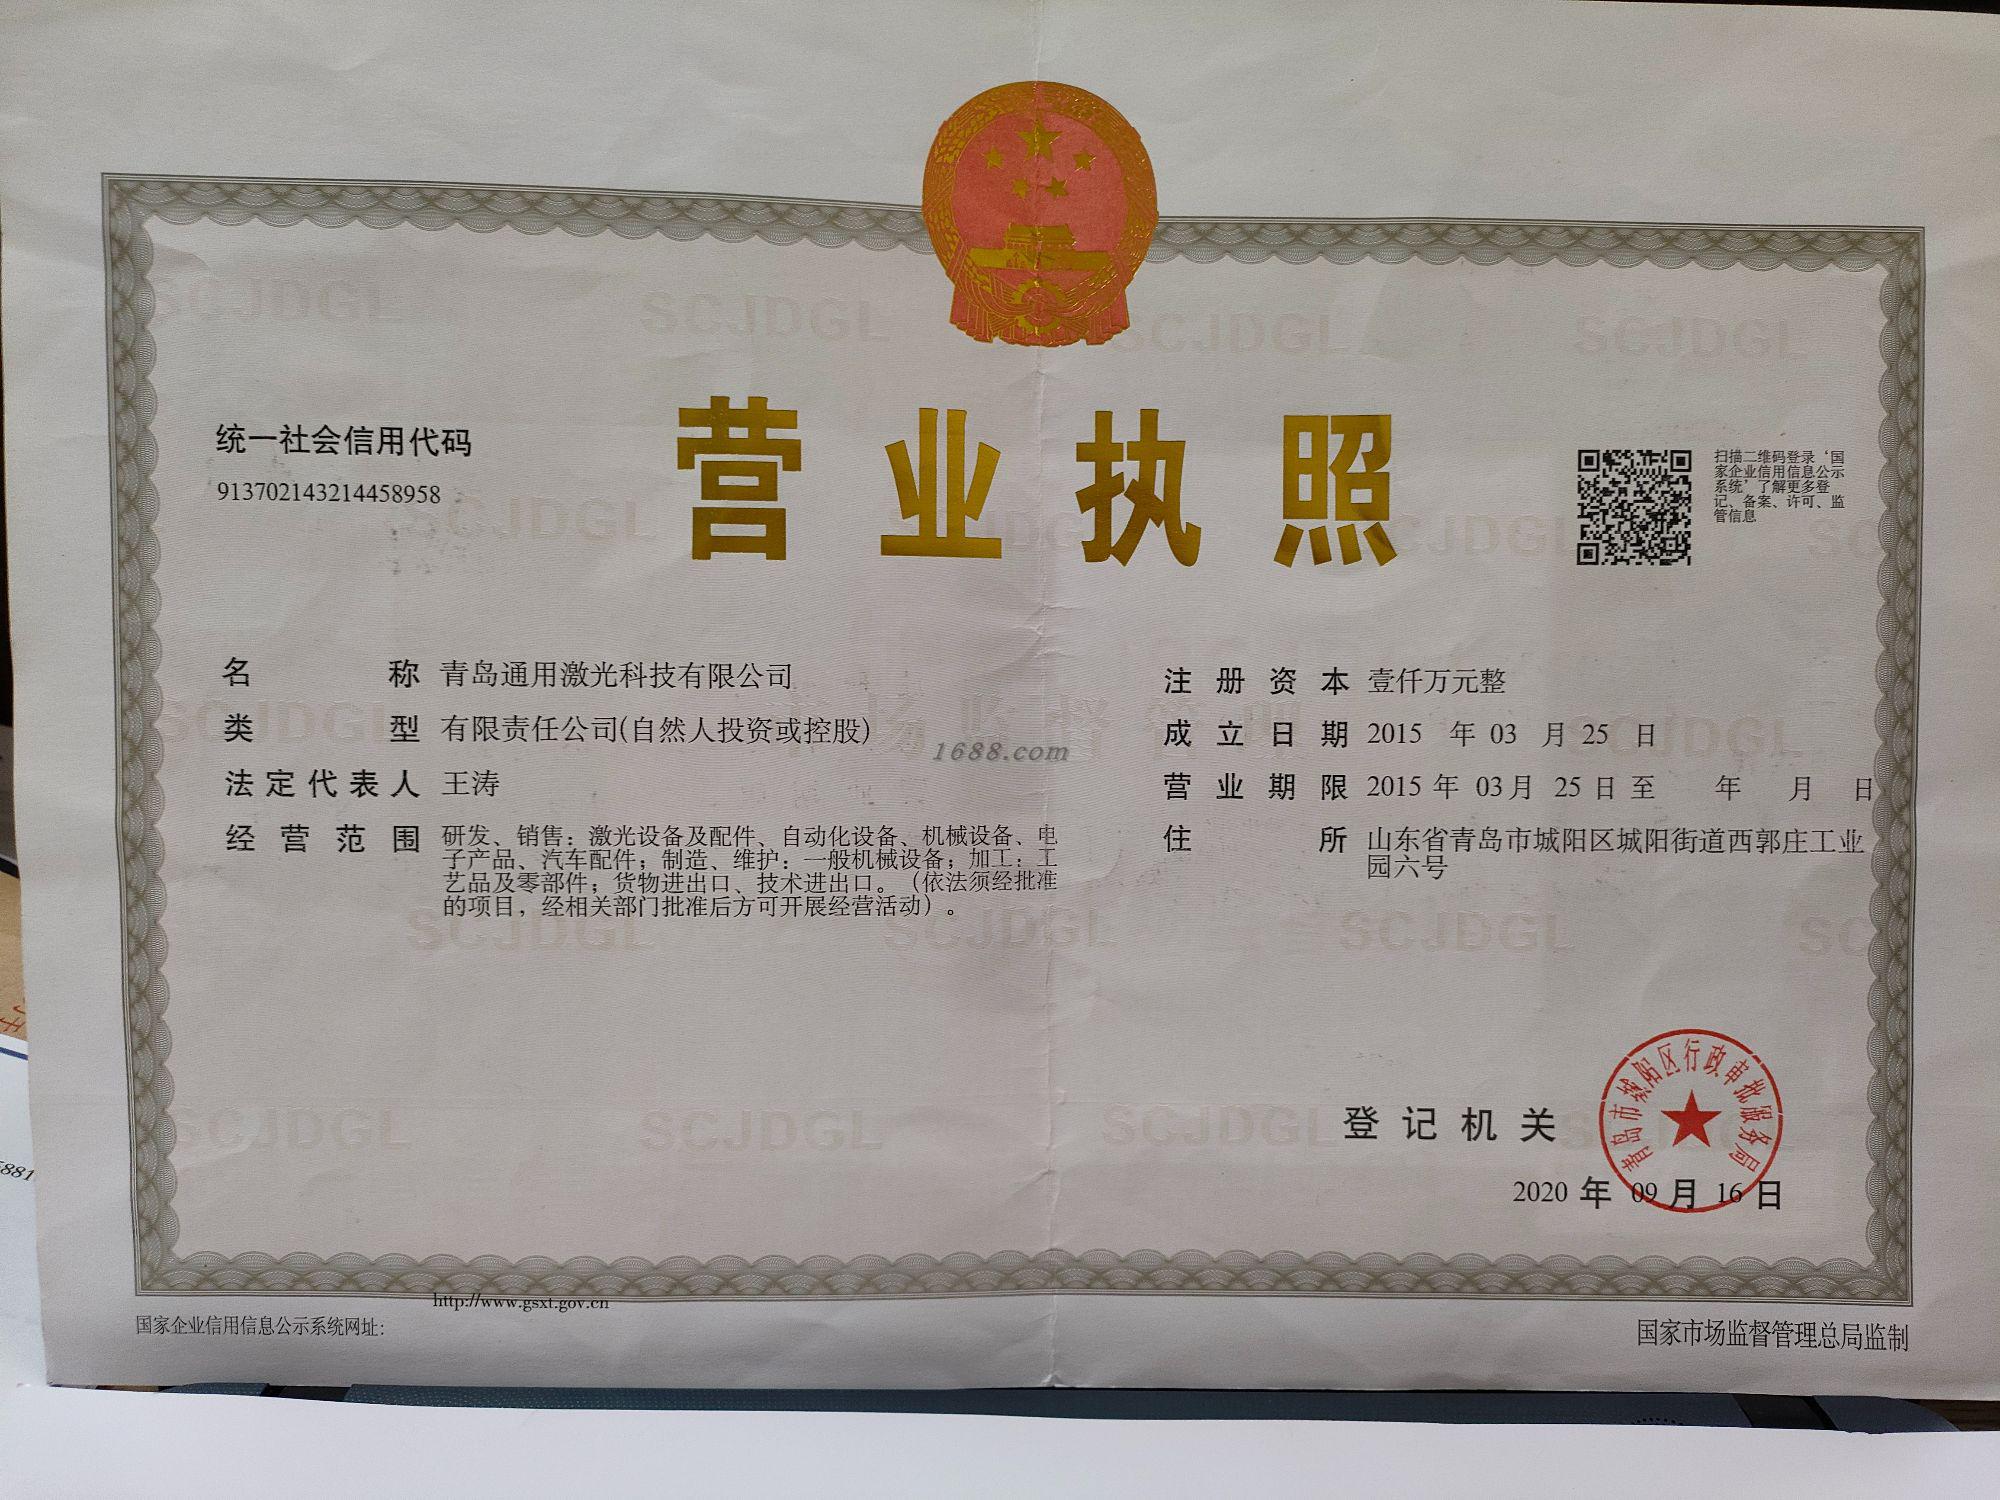 营业执照
统一社会信用代码
913702143214458958
扫描二维码登录‘国
家企业信用信息公示
系统’了解更多登
记、备案、许可、监
管信息
名称 青岛通用激光科技有限公司
类型 有限责任公司(自然人投资或控股)
法定代表人 王涛
经营范围 研发、销售：激光设备及配件、自动化设备、机械设备、电
子产品、汽车配件；制造、维护：一般机械设备；加工：工
艺品及零部件；货物进出口、技术进出口。（依法须经批准
的项目，经相关部门批准后方可开展经营活动）。
注册资本 壹仟万元整
成立日期 2015 年 03 月 25 日
营业期限 2015 年 03月 25 日 至 年 月 日
住所 山东省青岛市城阳区城阳街道西郭庄工业
园六号
1688.com
登记机关
青岛市城阳区行政审批服务局
2020 年 09 月 16 日
http://www.gsxt.gov.cn
国家企业信用信息公示系统网址：
国家市场监督管理总局监制
5881